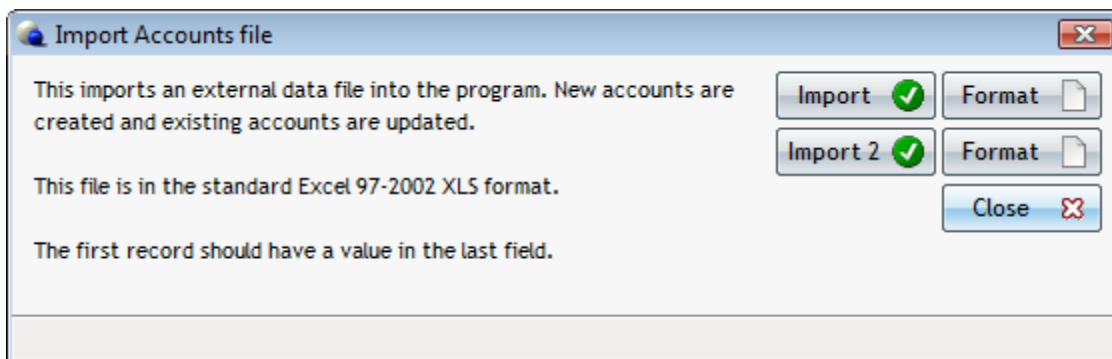 Import Accounts file
This imports an external data file into the program. New accounts are
created and existing accounts are updated.
This file is in the standard Excel 97-2002 XLS format.
The first record should have a value in the last field.
Import Format
Import 2 Format
Close